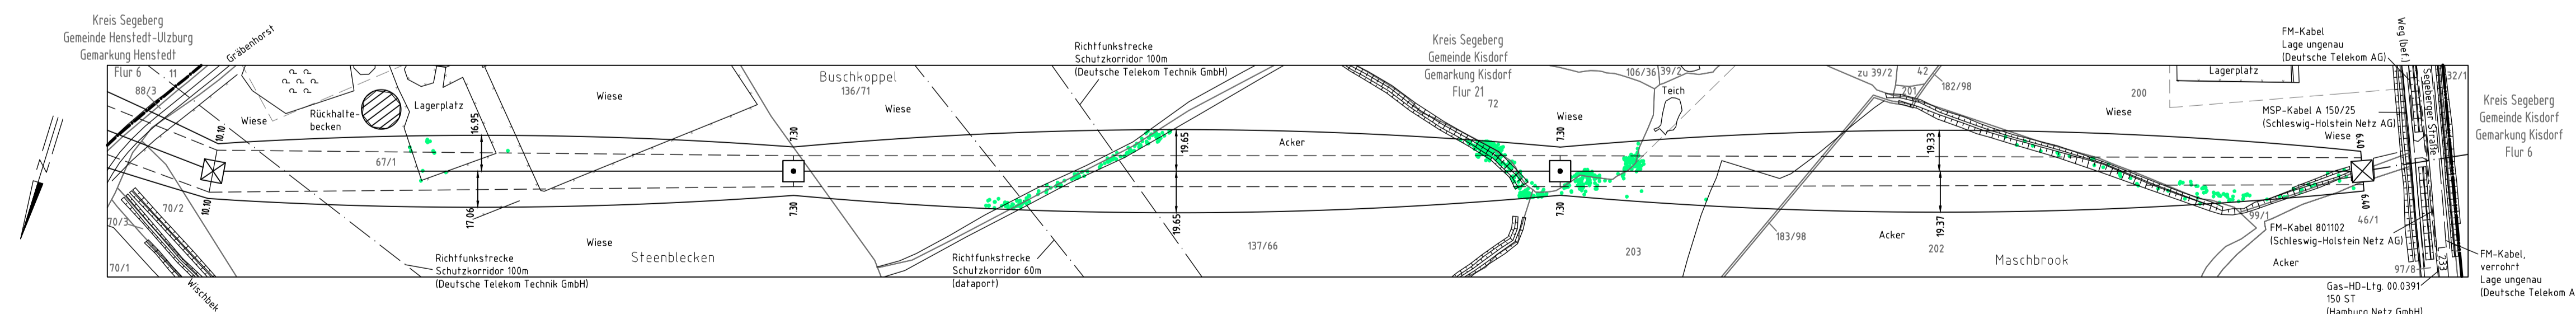 Kreis Segeberg
Gemeinde Henstedt-Ulzburg
Gemarkung Henstedt
Flur 6
11
88/3
Gräbenhorst
N
10.10
10.10
Wiese
Rückhalte-
becken
Lagerplatz
67/1
16.95
17.06
70/3
70/2
70/1
Wischbek
Wiese
Wiese
Steenblecken
Richtfunkstrecke
Schutzkorridor 100m
(Deutsche Telekom Technik GmbH)
7.30
7.30
Buschkoppel
136/71
Wiese
Richtfunkstrecke
Schutzkorridor 60m
(dataport)
Richtfunkstrecke
Schutzkorridor 100m
(Deutsche Telekom Technik GmbH)
19.65
19.65
Acker
137/66
Kreis Segeberg
Gemeinde Kisdorf
Gemarkung Kisdorf
Flur 21
72
Wiese
7.30
7.30
106/36
39/2
Teich
203
183/98
zu 39/2
42
201
182/98
19.33
19.37
Acker
202
Wiese
200
Maschbrook
Lagerplatz
FM-Kabel
Lage ungenau
(Deutsche Telekom AG)
Weg (bef.)
Segeberger Straße
32/1
MSP-Kabel A 150/25
(Schleswig-Holstein Netz AG)
Wiese
6.40
6.40
99/1
46/1
FM-Kabel 801102
(Schleswig-Holstein Netz AG)
Acker
97/8
233
Gas-HD-Ltg. 00.0391
150 ST
(Hamburg Netz GmbH)
FM-Kabel,
verrohrt
Lage ungenau
(Deutsche Telekom A
Kreis Segeberg
Gemeinde Kisdorf
Gemarkung Kisdorf
Flur 6